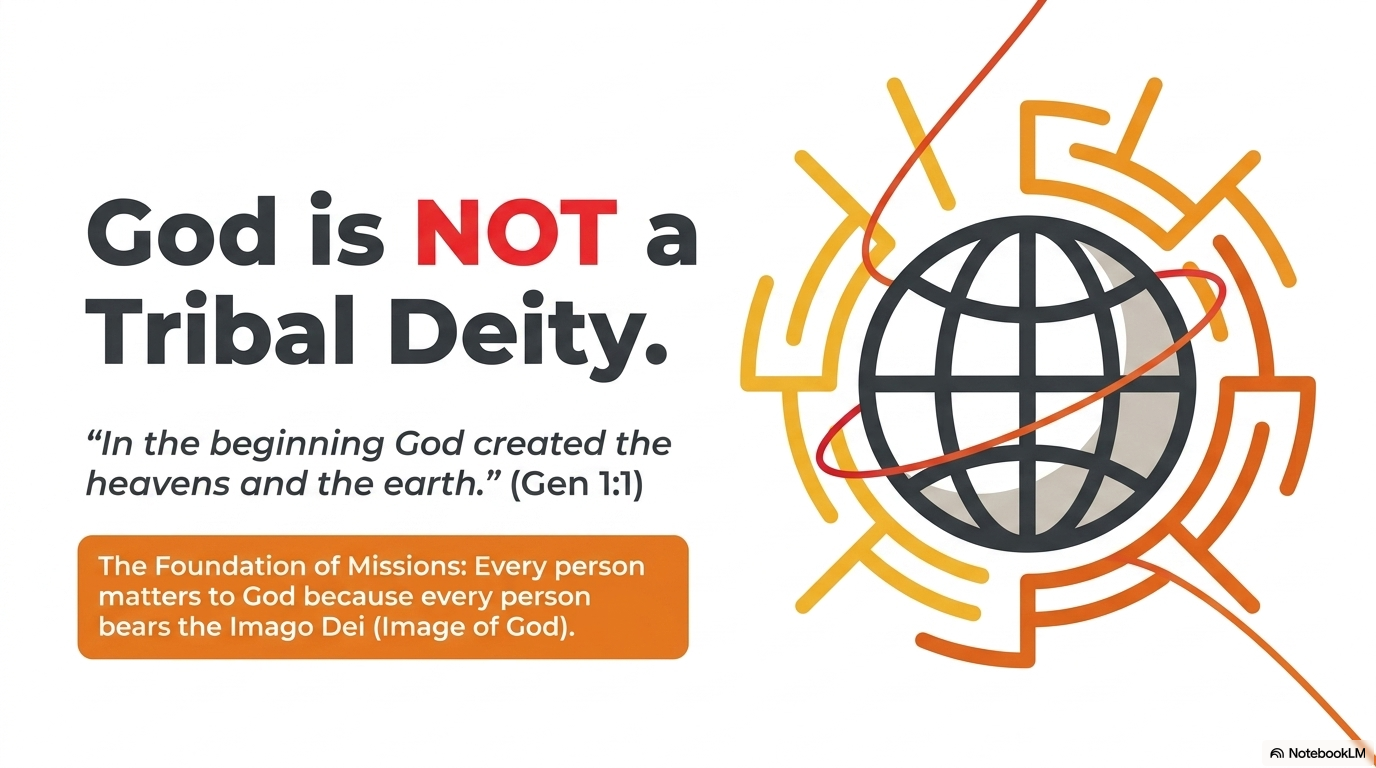 God is NOT a
Tribal Deity.
“In the beginning God created the
heavens and the earth.” (Gen 1:1)
The Foundation of Missions: Every person
matters to God because every person
bears the Imago Dei (Image of God).
NotebookLM